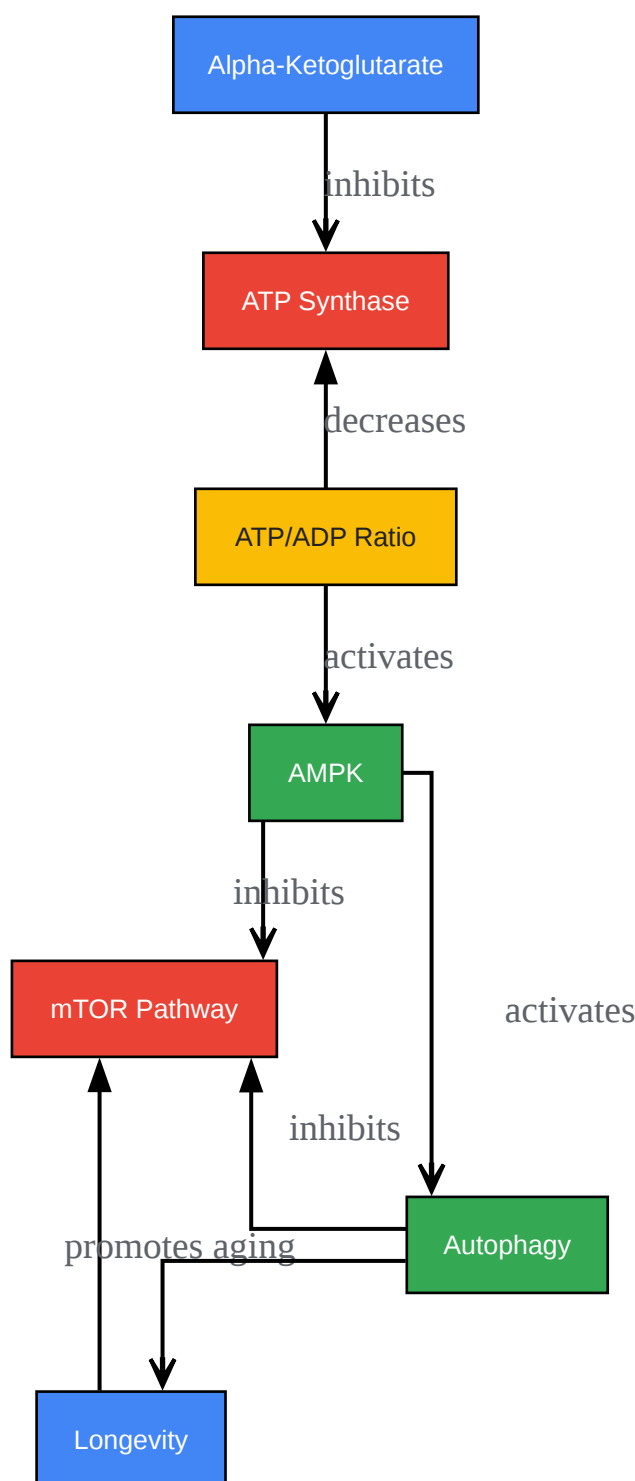 Alpha-Ketoglutarate
inhibits
ATP Synthase
decreases
ATP/ADP Ratio
activates
AMPK
inhibits
mTOR Pathway
activates
inhibits
Autophagy
promotes aging
Longevity